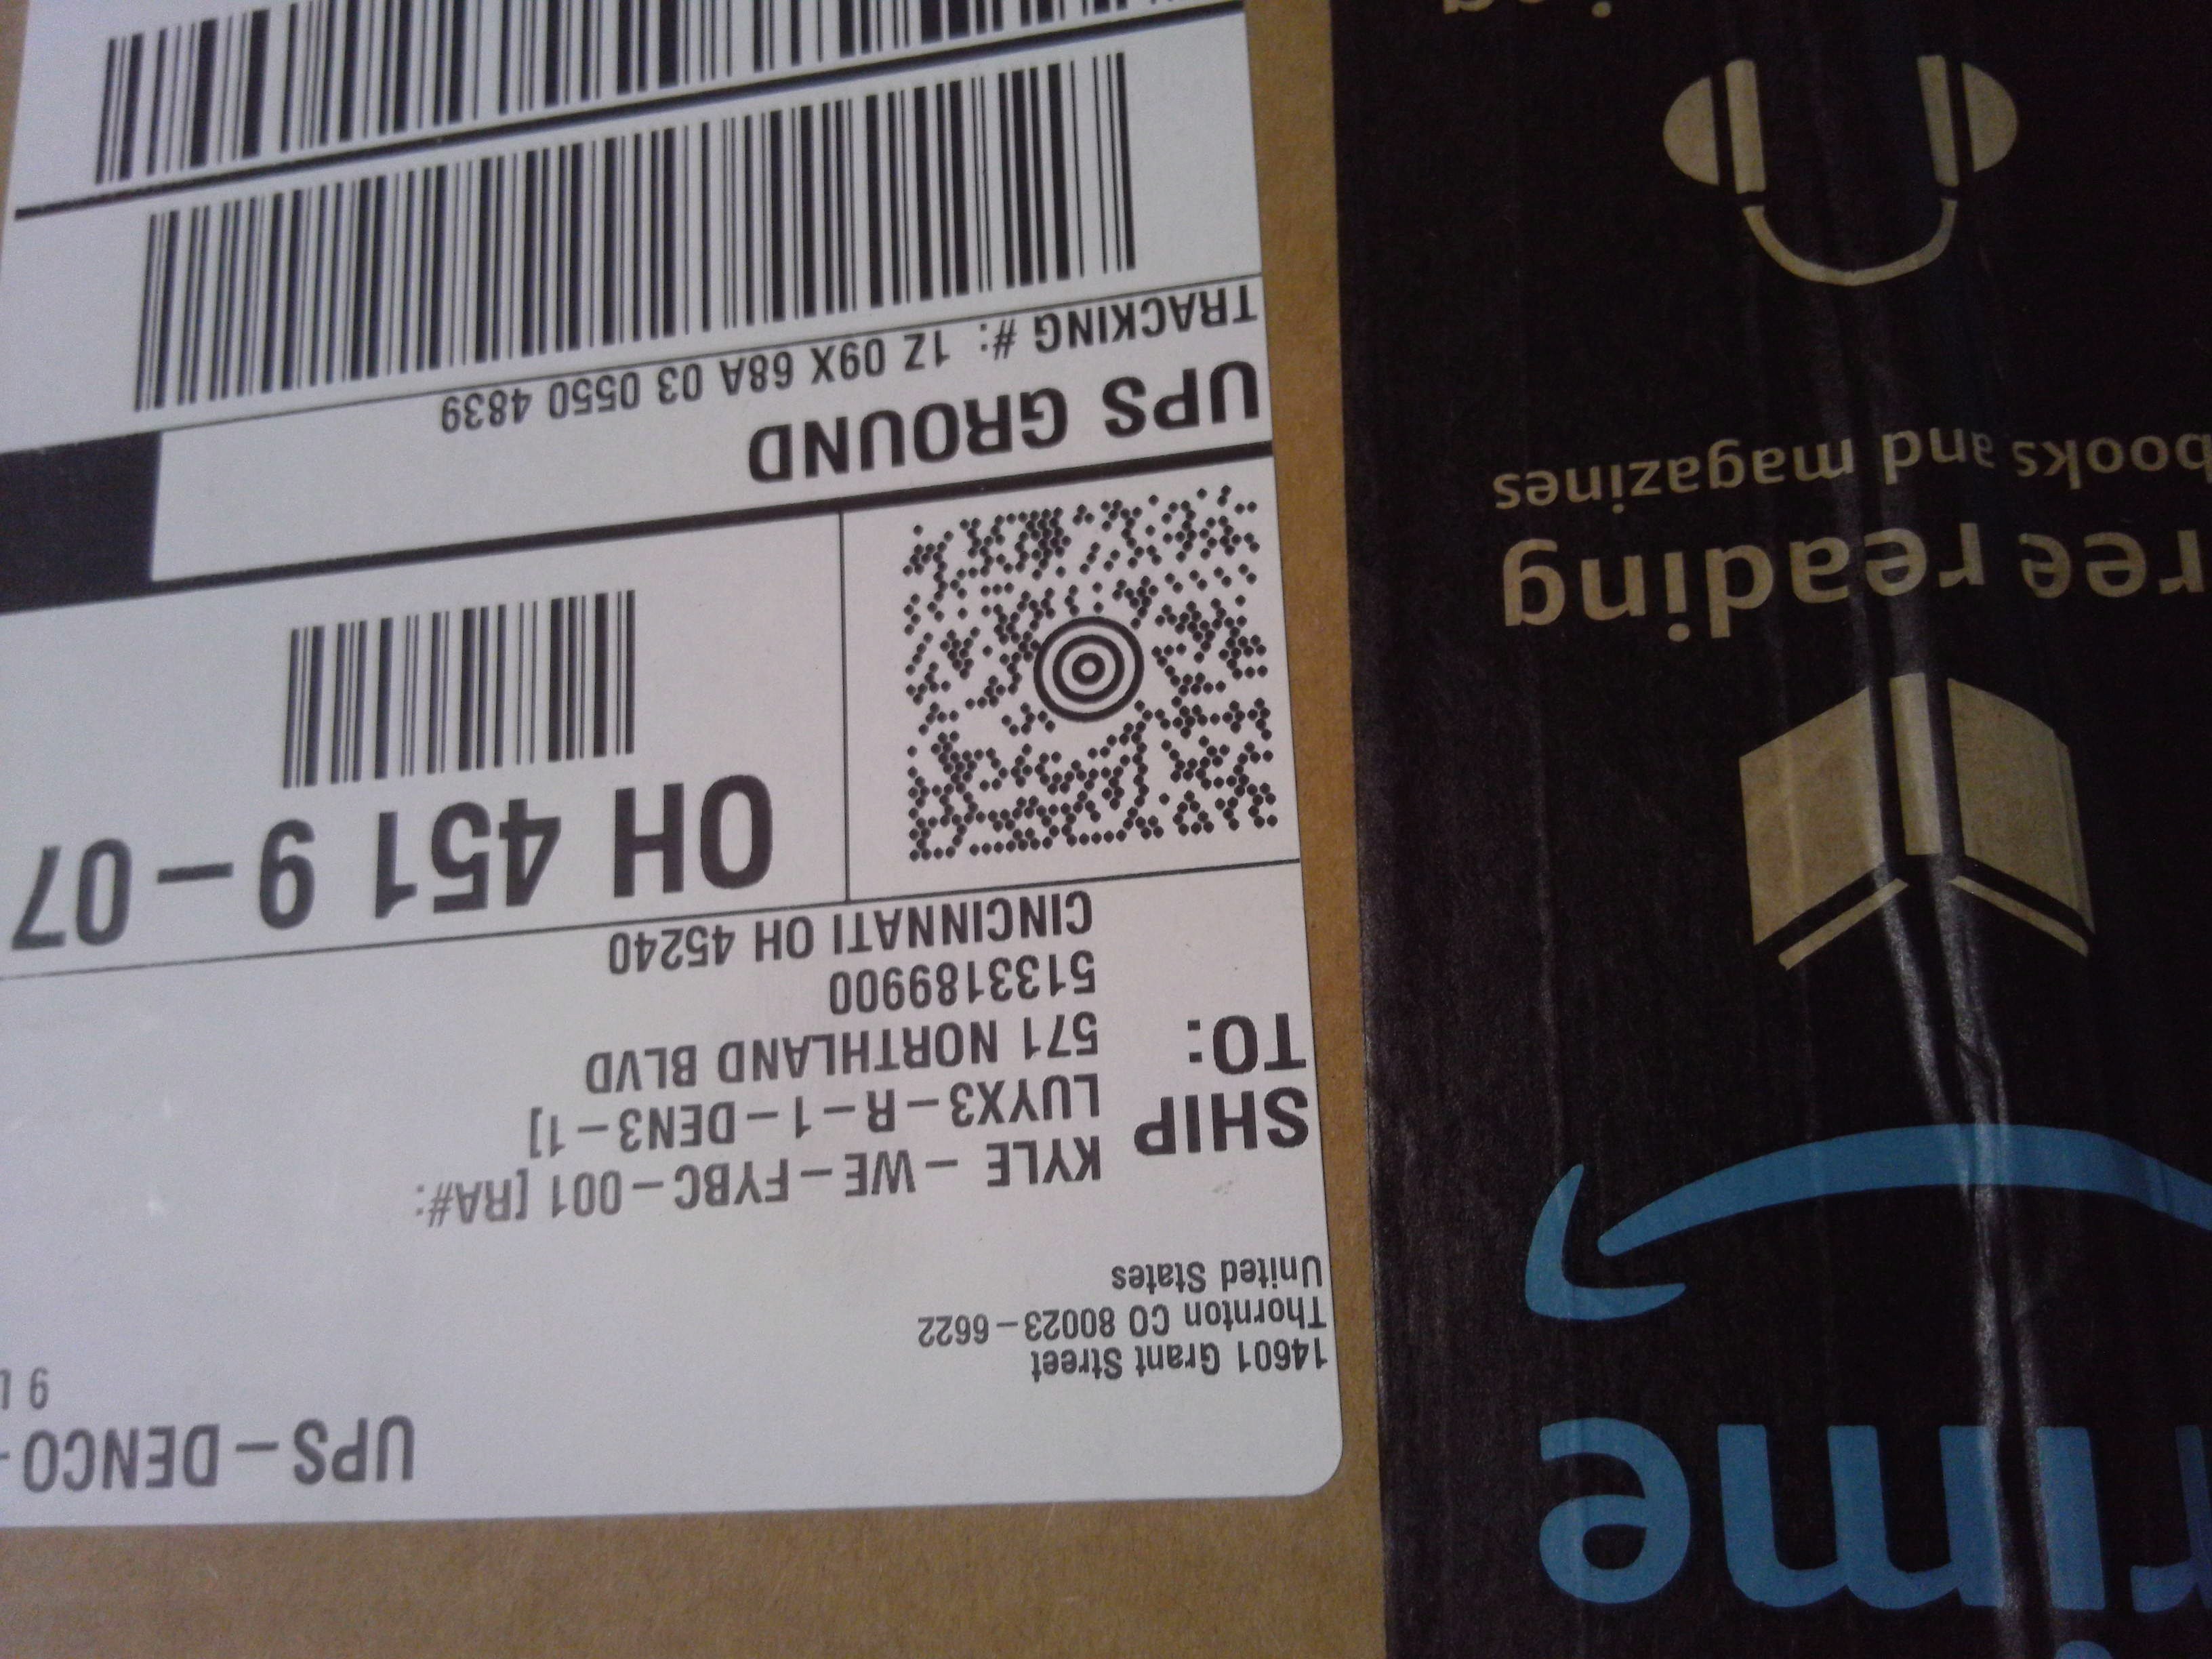 UPS-DENCO-
9 L
14601 Grant Street
Thornton CO 80023-6622
United States
SHIP
TO:
KYLE - WE-FYBC-001 [RA#:
LUYX3-R-1-DEN3-1]
571 NORTHLAND BLVD
5133189900
CINCINNATI OH 45240
OH 451 9-07
UPS GROUND
TRACKING #: 1Z 09X 68A 03 0550 4839
rime
ree reading
books and magazines